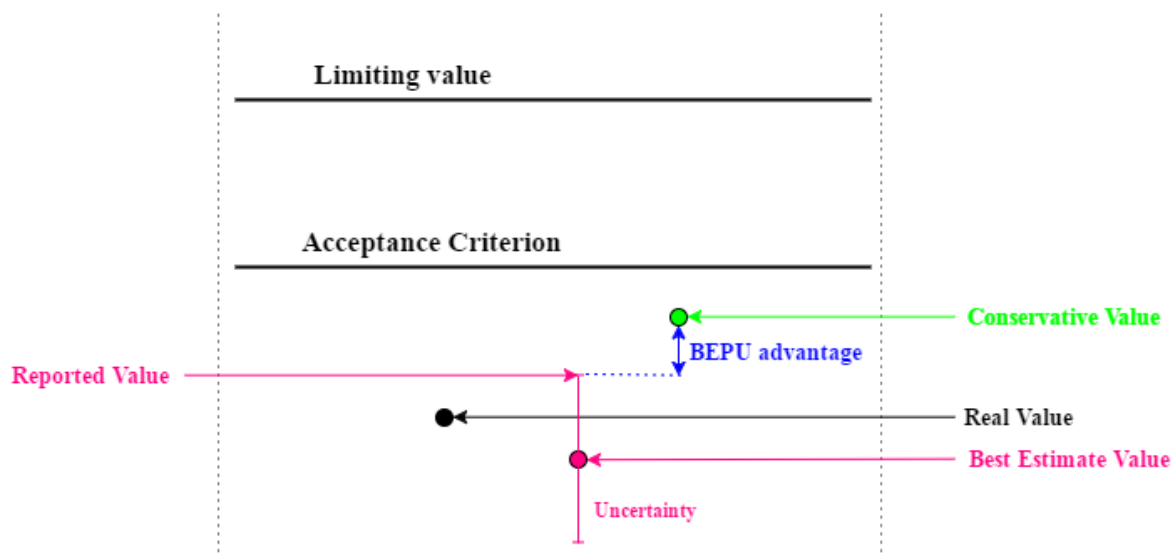 Limiting value
Acceptance Criterion
Conservative Value
BEPU advantage
Reported Value
Real Value
Best Estimate Value
Uncertainty